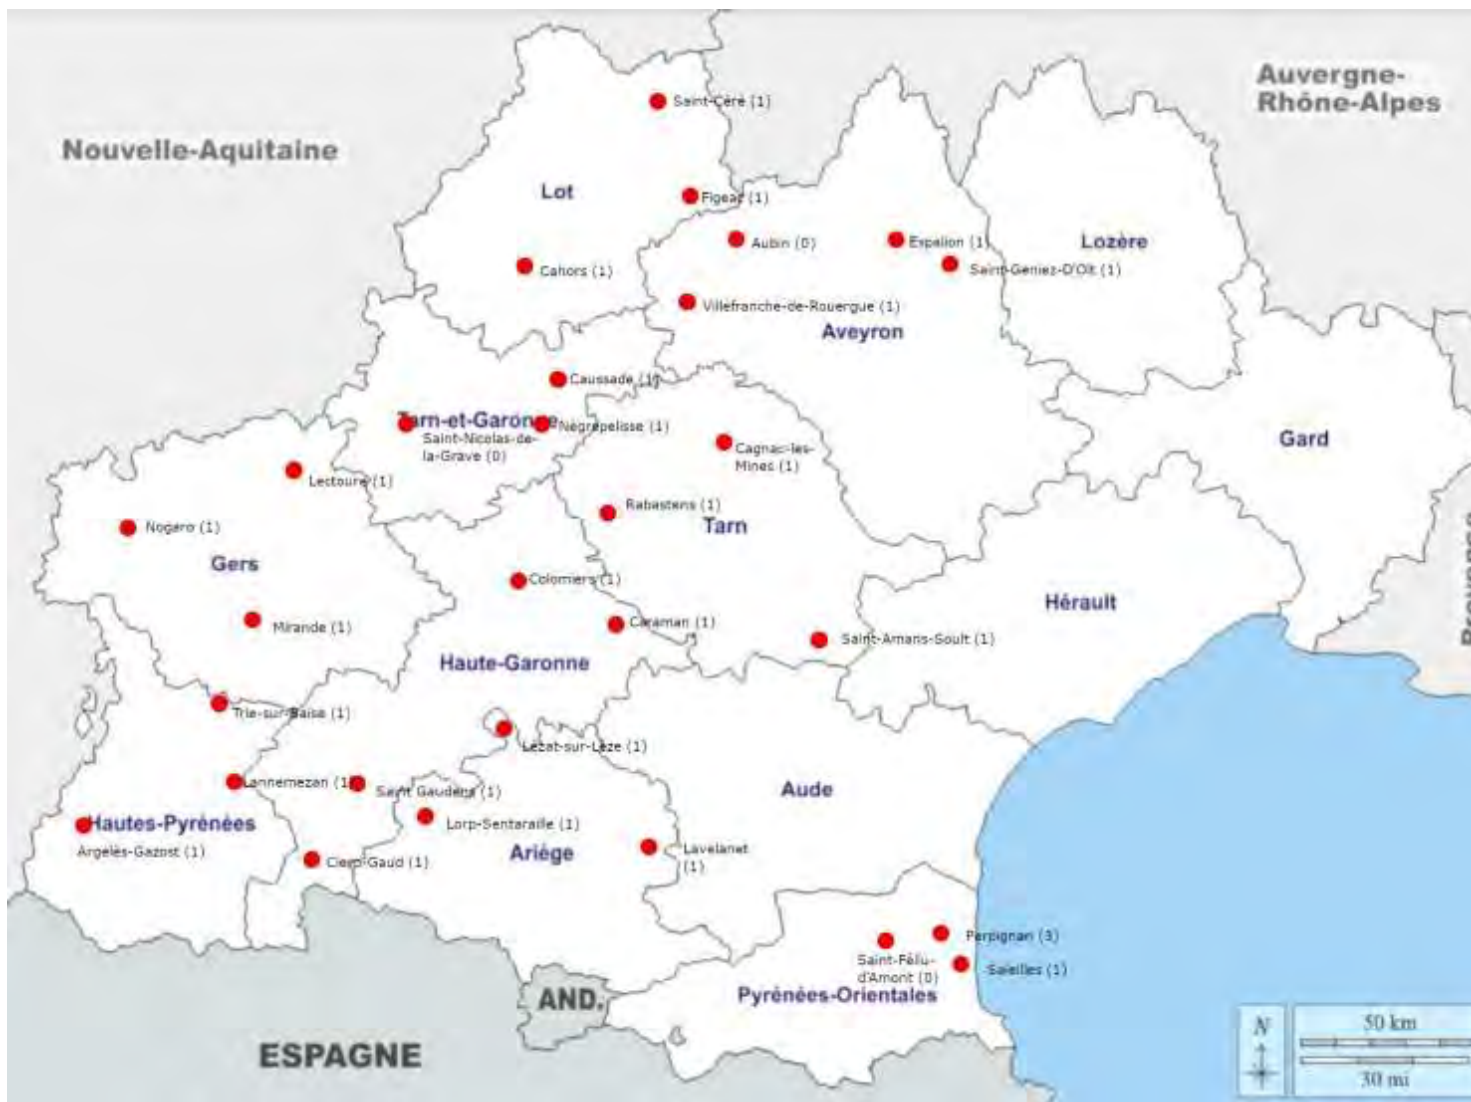 Auvergne-
Rhône-Alpes
Nouvelle-Aquitaine
Saint-Céré (1)
Lot
Figeac (1)
Aubin (0)
Espalion (1)
Lozère
Cahors (1)
Saint-Geniez-D'Olt (1)
Villefranche-de-Rouergue (1)
Aveyron
Caussade (1)
Tarn-et-Garonne
Nègrepelisse (1)
Saint-Nicolas-de-
la-Grave (0)
Gard
Cagnac-les-
Mines (1)
Lectoure (1)
Rabastens (1)
Nogaro (1)
Tarn
Gers
Colomiers (1)
Hérault
Mirande (1)
Caraman (1)
Saint-Amans-Soult (1)
Haute-Garonne
Trie-sur-Baise (1)
Lézat-sur-Lèze (1)
Lannemezan (1)
Saint Gaudens (1)
Aude
Hautes-Pyrénées
Lorp-Sentaraille (1)
Argelès-Gazost (1)
Cierp-Gaud (1)
Ariège
Lavelanet
(1)
Perpignan (3)
Saint-Féliu-
d'Amont (0)
Saleilles (1)
Pyrénées-Orientales
AND.
ESPAGNE
N
50 km
30 mi